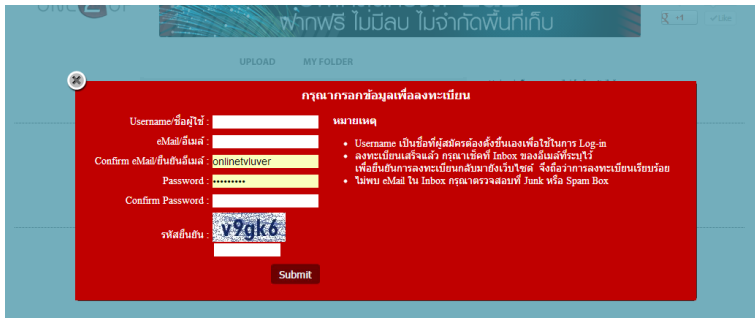 ฝากฟรี ไม่มีลบ ไม่จำกัดพื้นที่เก็บ
+1
Like
UPLOAD MY FOLDER
กรุณากรอกข้อมูลเพื่อลงทะเบียน
Username/ชื่อผู้ใช้ :
eMail/อีเมล์ :
Confirm eMail/ยืนยันอีเมล์ : onlinetvluver
Password : •••••••••
Confirm Password :
รหัสยืนยัน : v9gk6
Submit
หมายเหตุ
• Username เป็นชื่อที่ผู้สมัครต้องตั้งขึ้นเองเพื่อใช้ในการ Log-in
• ลงทะเบียนเสร็จแล้ว กรุณาเช็คที่ Inbox ของอีเมล์ที่ระบุไว้
เพื่อยืนยันการลงทะเบียนกลับมายังเว็บไซต์ จึงถือว่าการลงทะเบียนเรียบร้อย
• ไม่พบ eMail ใน Inbox กรุณาตรวจสอบที่ Junk หรือ Spam Box